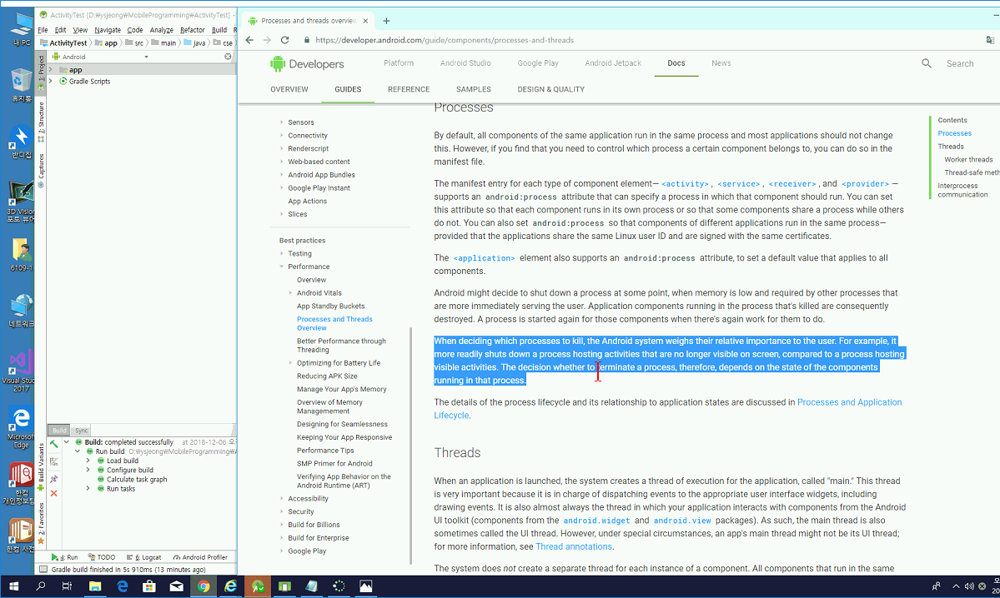 내 PC
휴지통
반디집
3D Vision
포토 뷰어
6109-1
네트워크
Visual Stud
2017
Microsoft
Edge
한컴
개인정보탐
한컴 사전
ActivityTest [D:\ysjeong\MobileProgramming\ActivityTest] -
File Edit View Navigate Code Analyze Refactor Build R
ActivityTest app src main java cse
Android
1: Project
7: Structure
Captures
Build Variants
2: Favorites
app
Gradle Scripts
Build Sync
Build: completed successfully at 2018-12-06
Run build D:\ysjeong\MobileProgramming\A
Load build
Configure build
Calculate task graph
Run tasks
4: Run TODO 6: Logcat Android Profiler
Gradle build finished in 5s 910ms (13 minutes ago)
Processes and threads overview
https://developer.android.com/guide/components/processes-and-threads
Developers Platform Android Studio Google Play Android Jetpack Docs News Search
OVERVIEW GUIDES REFERENCE SAMPLES DESIGN & QUALITY
Sensors
Connectivity
Renderscript
Web-based content
Android App Bundles
Google Play Instant
App Actions
Slices
Best practices
Testing
Performance
Overview
Android Vitals
App Standby Buckets
Processes and Threads
Overview
Better Performance through
Threading
Optimizing for Battery Life
Reducing APK Size
Manage Your App's Memory
Overview of Memory
Managemement
Designing for Seamlessness
Keeping Your App Responsive
Performance Tips
SMP Primer for Android
Verifying App Behavior on the
Android Runtime (ART)
Accessibility
Security
Build for Billions
Build for Enterprise
Google Play
Processes
By default, all components of the same application run in the same process and most applications should not change
this. However, if you find that you need to control which process a certain component belongs to, you can do so in the
manifest file.
The manifest entry for each type of component element— <activity>, <service>, <receiver>, and <provider> —
supports an android:process attribute that can specify a process in which that component should run. You can set
this attribute so that each component runs in its own process or so that some components share a process while others
do not. You can also set android:process so that components of different applications run in the same process—
provided that the applications share the same Linux user ID and are signed with the same certificates.
The <application> element also supports an android:process attribute, to set a default value that applies to all
components.
Android might decide to shut down a process at some point, when memory is low and required by other processes that
are more immediately serving the user. Application components running in the process that's killed are consequently
destroyed. A process is started again for those components when there's again work for them to do.
When deciding which processes to kill, the Android system weighs their relative importance to the user. For example, it
more readily shuts down a process hosting activities that are no longer visible on screen, compared to a process hosting
visible activities. The decision whether to terminate a process, therefore, depends on the state of the components
running in that process.
The details of the process lifecycle and its relationship to application states are discussed in Processes and Application
Lifecycle.
Threads
When an application is launched, the system creates a thread of execution for the application, called "main." This thread
is very important because it is in charge of dispatching events to the appropriate user interface widgets, including
drawing events. It is also almost always the thread in which your application interacts with components from the Android
UI toolkit (components from the android.widget and android.view packages). As such, the main thread is also
sometimes called the UI thread. However, under special circumstances, an app's main thread might not be its UI thread;
for more information, see Thread annotations.
The system does not create a separate thread for each instance of a component. All components that run in the same
Contents
Processes
Threads
Worker threads
Thread-safe meth
Interprocess
communication